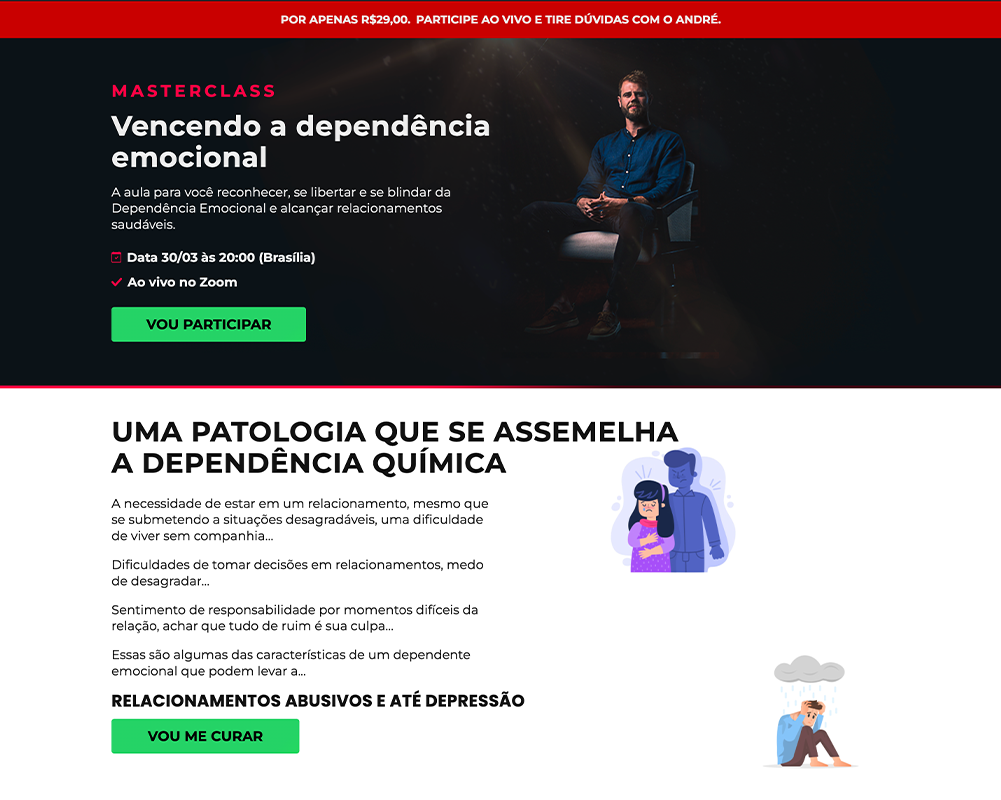 POR APENAS R$29,00. PARTICIPE AO VIVO E TIRE DÚVIDAS COM O ANDRÉ.
MASTERCLASS
Vencendo a dependência
emocional
A aula para você reconhecer, se libertar e se blindar da
Dependência Emocional e alcançar relacionamentos
saudáveis.
Data 30/03 às 20:00 (Brasília)
Ao vivo no Zoom
VOU PARTICIPAR
UMA PATOLOGIA QUE SE ASSEMELHA
A DEPENDÊNCIA QUÍMICA
A necessidade de estar em um relacionamento, mesmo que
se submetendo a situações desagradáveis, uma dificuldade
de viver sem companhia...
Dificuldades de tomar decisões em relacionamentos, medo
de desagradar...
Sentimento de responsabilidade por momentos difíceis da
relação, achar que tudo de ruim é sua culpa...
Essas são algumas das características de um dependente
emocional que podem levar a...
RELACIONAMENTOS ABUSIVOS E ATÉ DEPRESSÃO
VOU ME CURAR